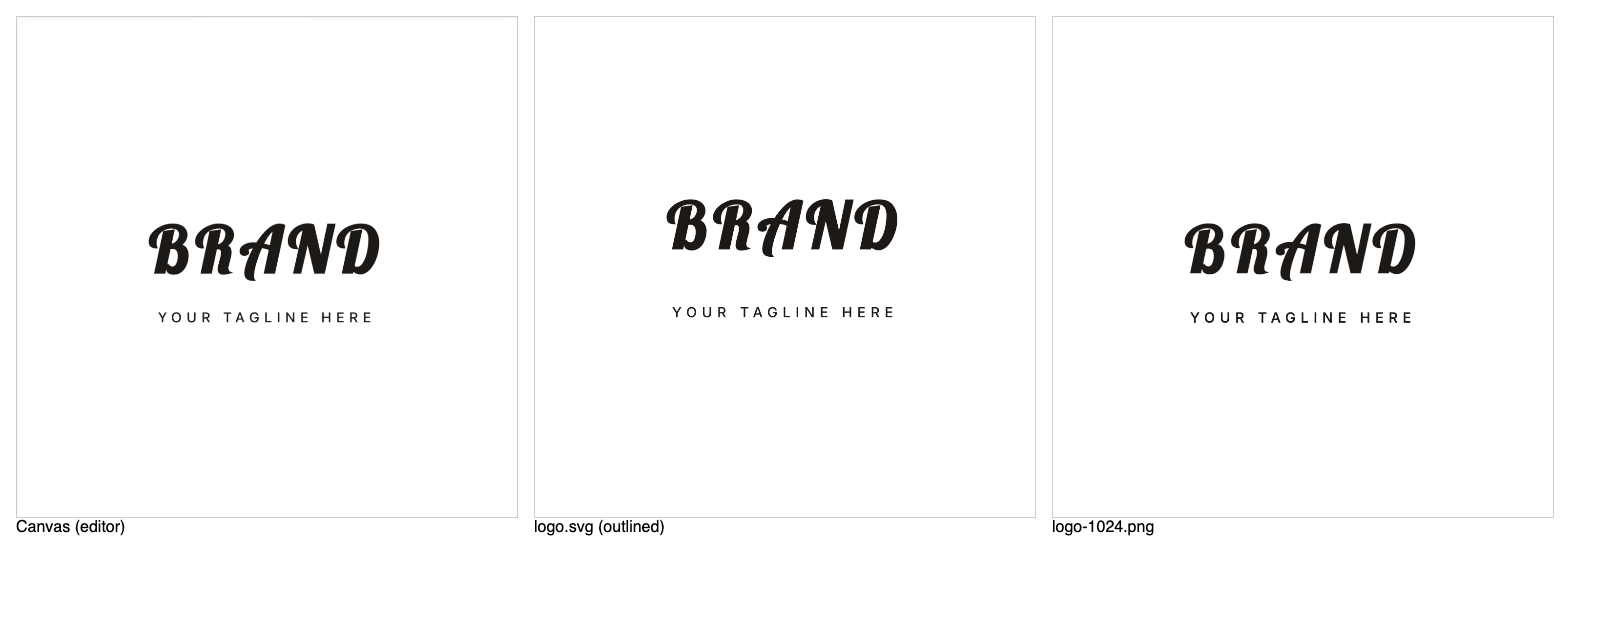 BRAND
YOUR TAGLINE HERE
Canvas (editor)
BRAND
YOUR TAGLINE HERE
logo.svg (outlined)
BRAND
YOUR TAGLINE HERE
logo-1024.png